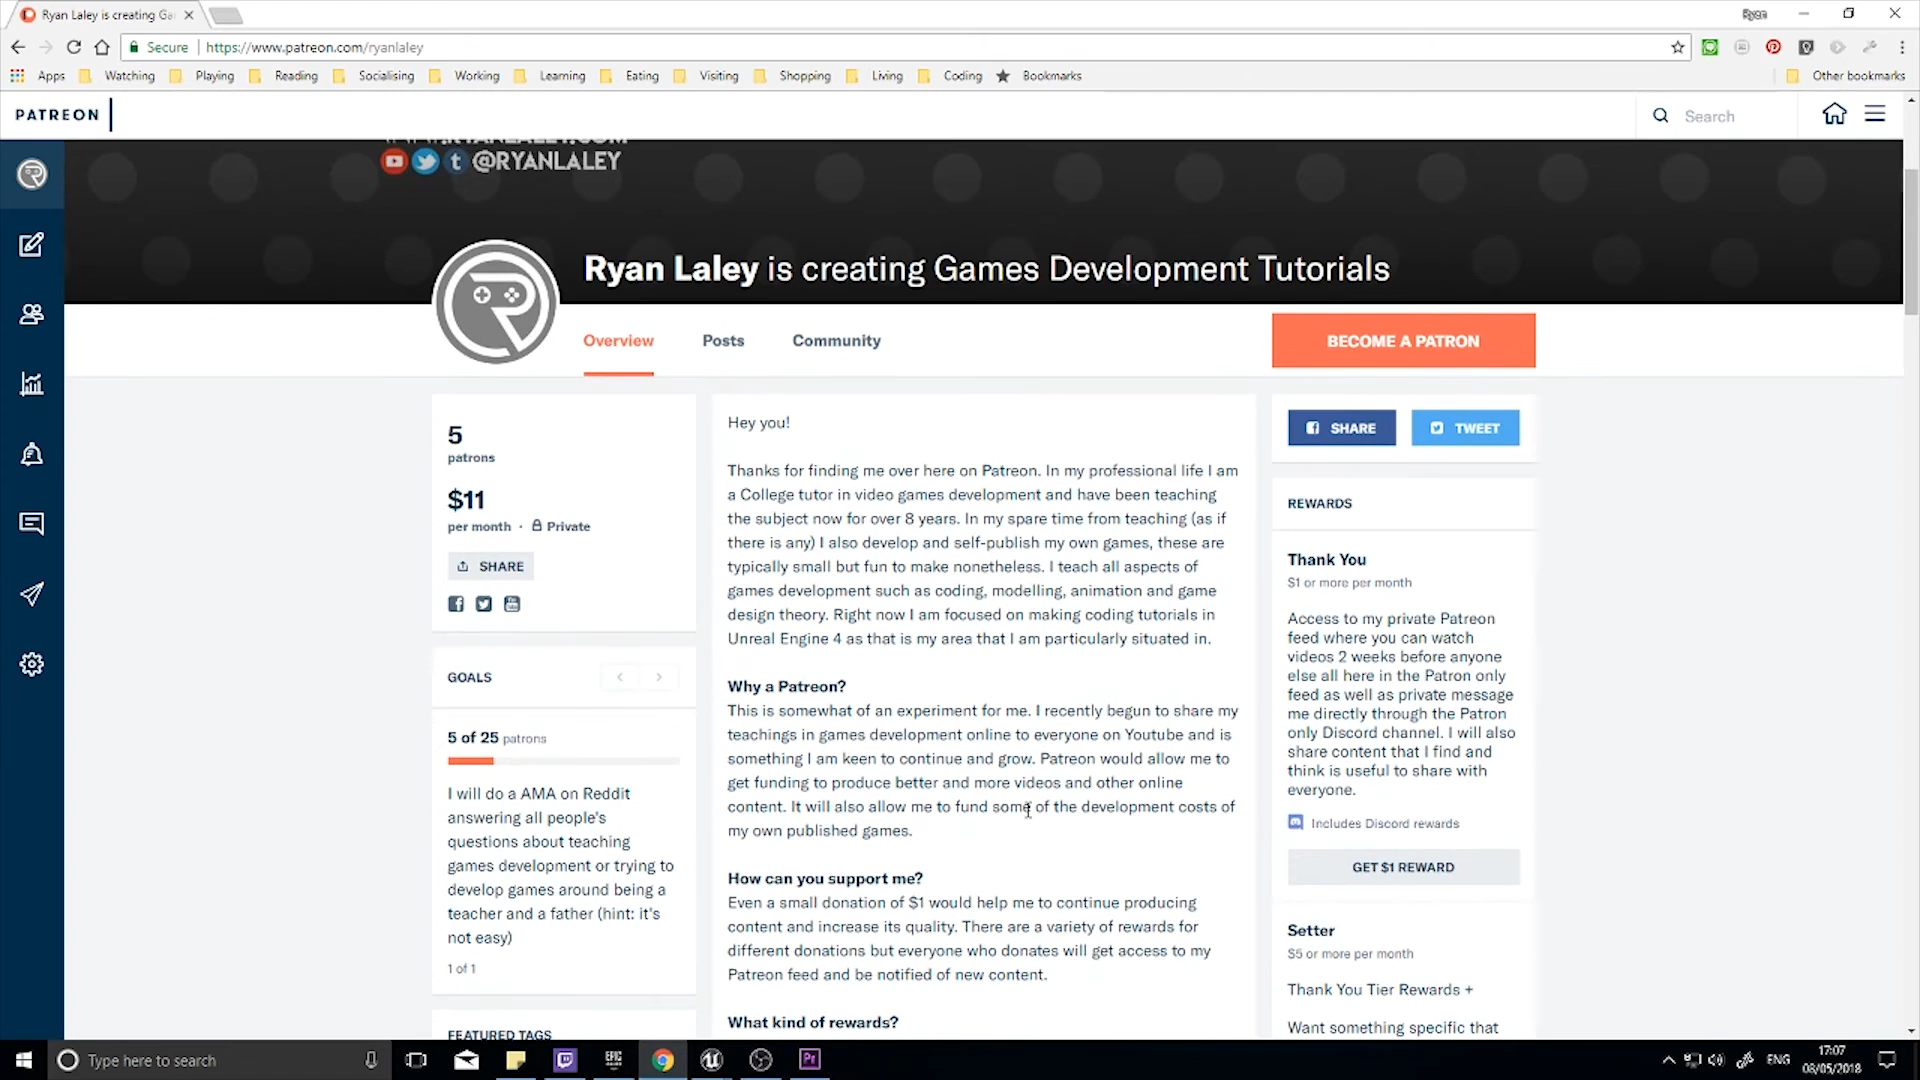 Ryan Laley is creating Ga
Ryan
Secure
https://www.patreon.com/ryanlaley
Apps
Watching
Playing
Reading
Socialising
Working
Learning
Eating
Visiting
Shopping
Living
Coding
Bookmarks
Other bookmarks
PATREON
Search
@RYANLALEY
Ryan Laley is creating Games Development Tutorials
Overview
Posts
Community
BECOME A PATRON
5
patrons
$11
per month · Private
SHARE
GOALS
5 of 25 patrons
I will do a AMA on Reddit
answering all people's
questions about teaching
games development or trying to
develop games around being a
teacher and a father (hint: it's
not easy)
1 of 1
FEATURED TAGS
Hey you!
Thanks for finding me over here on Patreon. In my professional life I am
a College tutor in video games development and have been teaching
the subject now for over 8 years. In my spare time from teaching (as if
there is any) I also develop and self-publish my own games, these are
typically small but fun to make nonetheless. I teach all aspects of
games development such as coding, modelling, animation and game
design theory. Right now I am focused on making coding tutorials in
Unreal Engine 4 as that is my area that I am particularly situated in.
Why a Patreon?
This is somewhat of an experiment for me. I recently begun to share my
teachings in games development online to everyone on Youtube and is
something I am keen to continue and grow. Patreon would allow me to
get funding to produce better and more videos and other online
content. It will also allow me to fund some of the development costs of
my own published games.
How can you support me?
Even a small donation of $1 would help me to continue producing
content and increase its quality. There are a variety of rewards for
different donations but everyone who donates will get access to my
Patreon feed and be notified of new content.
What kind of rewards?
SHARE
TWEET
REWARDS
Thank You
$1 or more per month
Access to my private Patreon
feed where you can watch
videos 2 weeks before anyone
else all here in the Patron only
feed as well as private message
me directly through the Patron
only Discord channel. I will also
share content that I find and
think is useful to share with
everyone.
Includes Discord rewards
GET $1 REWARD
Setter
$5 or more per month
Thank You Tier Rewards +
Want something specific that
Type here to search
EPIC
Pr
ENG
17:07
08/05/2018